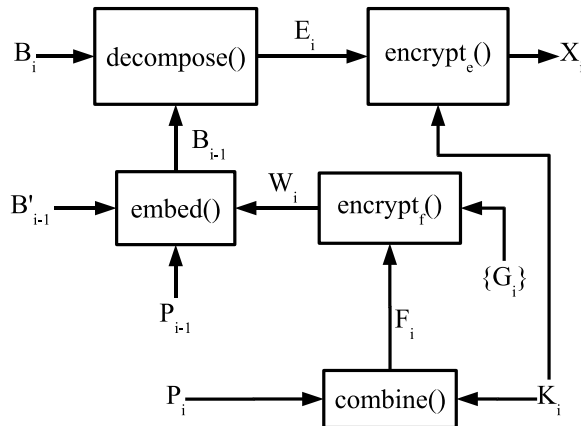 B_i decompose() E_i encrypt_e() X_i
B_{i-1}
B'_{i-1} embed() W_i encrypt_f()
{G_i}
P_{i-1}
F_i
P_i combine() K_i